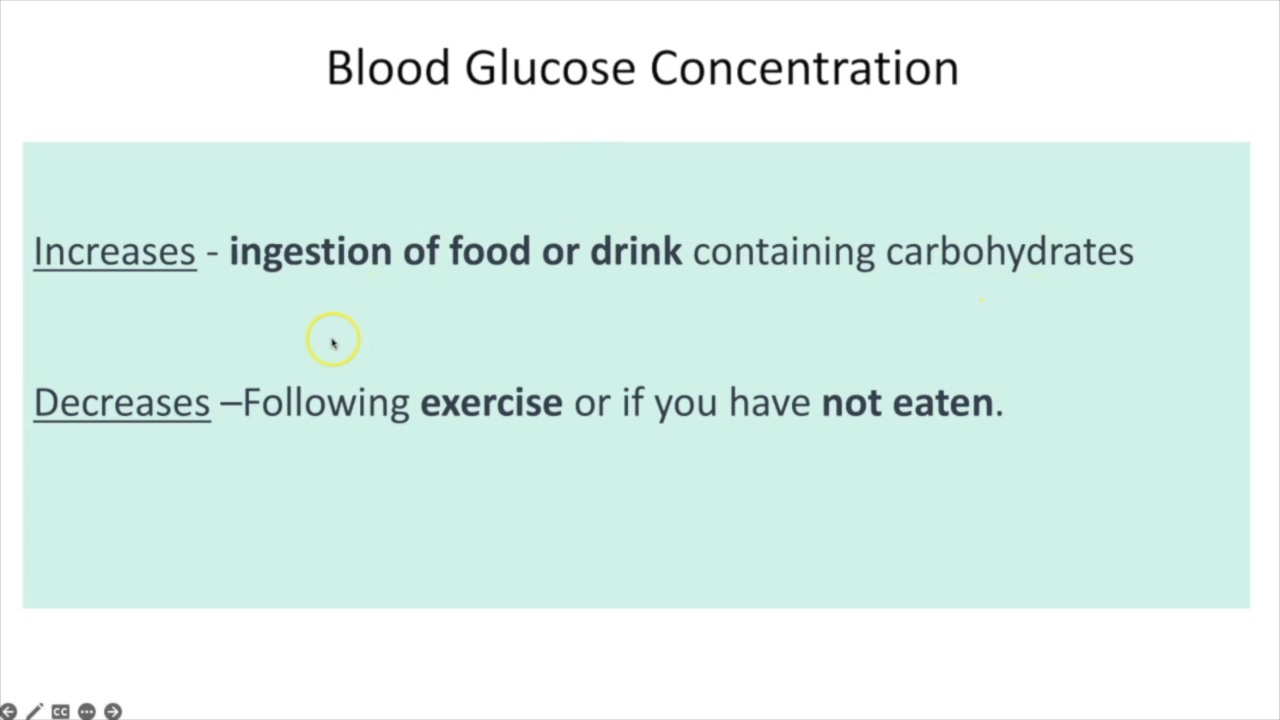 Blood Glucose Concentration
Increases - ingestion of food or drink containing carbohydrates
Decreases –Following exercise or if you have not eaten.
CC